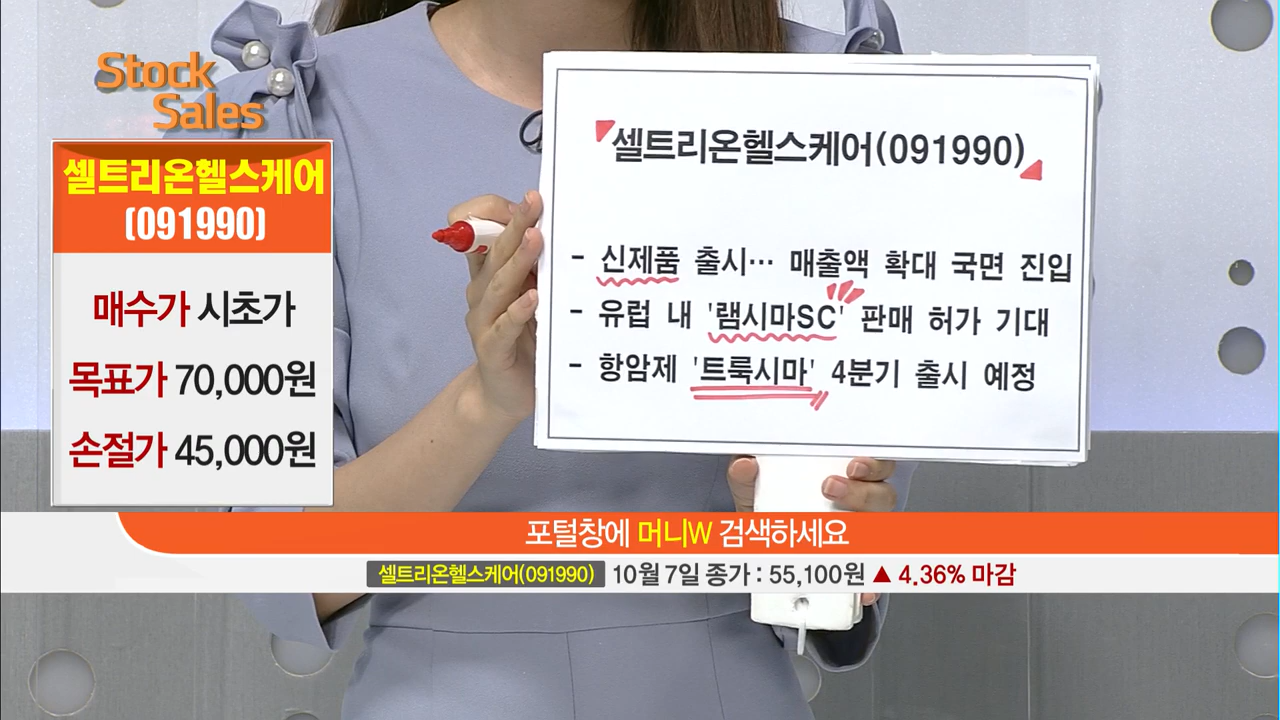 Stock
Sales
셀트리온헬스케어
(091990)
매수가 시초가
목표가 70,000원
손절가 45,000원
셀트리온헬스케어(091990)
- 신제품 출시… 매출액 확대 국면 진입
- 유럽 내 '램시마SC' 판매 허가 기대
- 항암제 '트룩시마' 4분기 출시 예정
포털창에 머니W 검색하세요
셀트리온헬스케어(091990) 10월 7일 종가 : 55,100원 ▲ 4.36% 마감